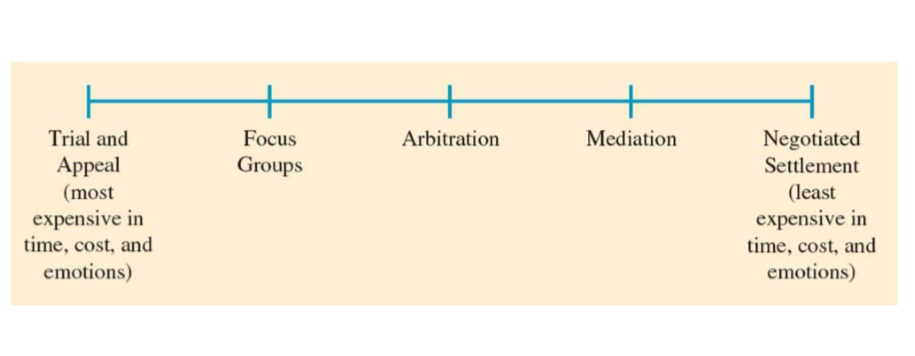 Trial and
Appeal
(most
expensive in
time, cost, and
emotions)
Focus
Groups
Arbitration
Mediation
Negotiated
Settlement
(least
expensive in
time, cost, and
emotions)